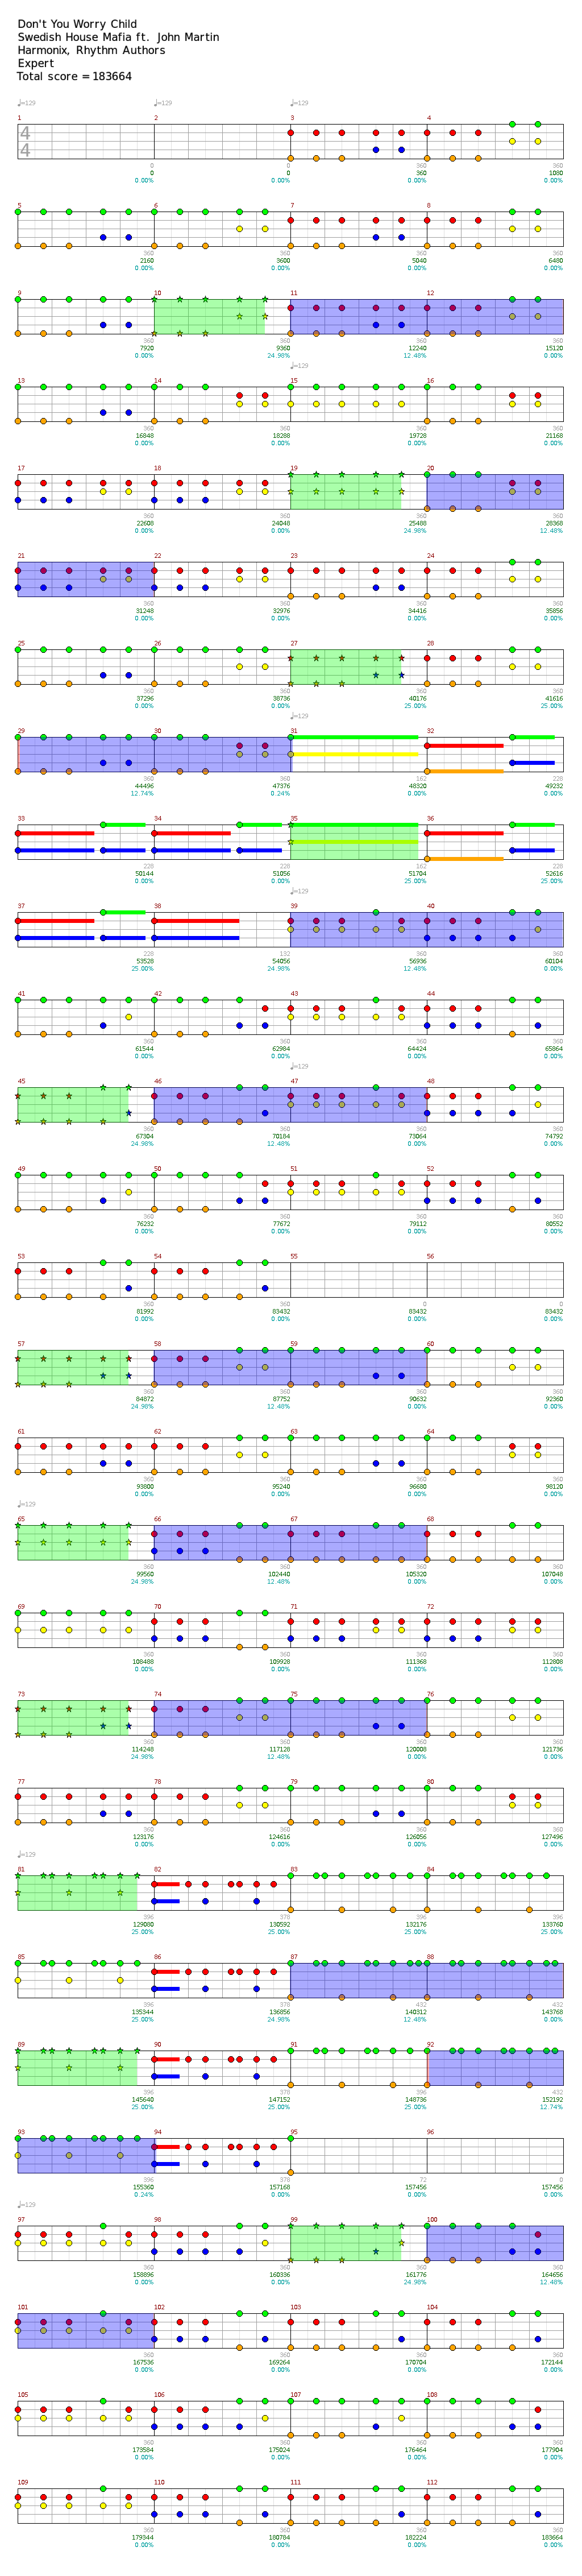 Don't You Worry Child
Swedish House Mafia ft. John Martin
Harmonix, Rhythm Authors
Expert
Total score = 183664
♩=129 ♩=129 ♩=129
1 2 3 4
4
4
0 0 360 360
0 0 360 1080
0.00% 0.00% 0.00% 0.00%
5 6 7 8
360 360 360 360
2160 3600 5040 6480
0.00% 0.00% 0.00% 0.00%
9 10 11 12
360 360 360 360
7920 9360 12240 15120
0.00% 24.98% 12.48% 0.00%
♩=129
13 14 15 16
360 360 360 360
16848 18288 19728 21168
0.00% 0.00% 0.00% 0.00%
17 18 19 20
360 360 360 360
22608 24048 25488 28368
0.00% 0.00% 24.98% 12.48%
21 22 23 24
360 360 360 360
31248 32976 34416 35856
0.00% 0.00% 0.00% 0.00%
25 26 27 28
360 360 360 360
37296 38736 40176 41616
0.00% 0.00% 24.98% 0.00%
♩=129
29 30 31 32
360 360 162 228
44496 47376 48320 49232
12.74% 0.24% 0.00% 0.00%
33 34 35 36
228 228 162 228
50144 51056 51704 52616
0.00% 0.00% 25.00% 25.00%
♩=129
37 38 39 40
228 132 360 360
53528 54056 56936 60104
25.00% 24.98% 12.48% 0.00%
41 42 43 44
360 360 360 360
61544 62984 64424 65864
0.00% 0.00% 0.00% 0.00%
♩=129
45 46 47 48
360 360 360 360
67304 70184 73064 74792
24.98% 12.48% 0.00% 0.00%
49 50 51 52
360 360 360 360
76232 77672 79112 80552
0.00% 0.00% 0.00% 0.00%
53 54 55 56
360 360 0 0
81992 83432 83432 83432
0.00% 0.00% 0.00% 0.00%
57 58 59 60
360 360 360 360
84872 87752 90632 92360
24.98% 12.48% 0.00% 0.00%
61 62 63 64
360 360 360 360
93800 95240 96680 98120
0.00% 0.00% 0.00% 0.00%
♩=129
65 66 67 68
360 360 360 360
99560 102440 105320 107048
24.98% 12.48% 0.00% 0.00%
69 70 71 72
360 360 360 360
108488 109928 111368 112808
0.00% 0.00% 0.00% 0.00%
73 74 75 76
360 360 360 360
114248 117128 120008 121736
24.98% 12.48% 0.00% 0.00%
77 78 79 80
360 360 360 360
123176 124616 126056 127496
0.00% 0.00% 0.00% 0.00%
♩=129
81 82 83 84
396 378 396 396
129080 130592 132176 133760
25.00% 25.00% 25.00% 25.00%
85 86 87 88
396 378 432 432
135344 136856 140312 143768
25.00% 24.98% 12.48% 0.00%
89 90 91 92
396 378 396 432
145640 147152 148736 152192
25.00% 25.00% 25.00% 12.74%
93 94 95 96
396 378 72 0
155360 157168 157456 157456
0.24% 0.00% 0.00% 0.00%
♩=129
97 98 99 100
360 360 360 360
158896 160336 161776 164656
0.00% 0.00% 24.98% 12.48%
101 102 103 104
360 360 360 360
167536 169264 170704 172144
0.00% 0.00% 0.00% 0.00%
105 106 107 108
360 360 360 360
173584 175024 176464 177904
0.00% 0.00% 0.00% 0.00%
109 110 111 112
360 360 360 360
179344 180784 182224 183664
0.00% 0.00% 0.00% 0.00%